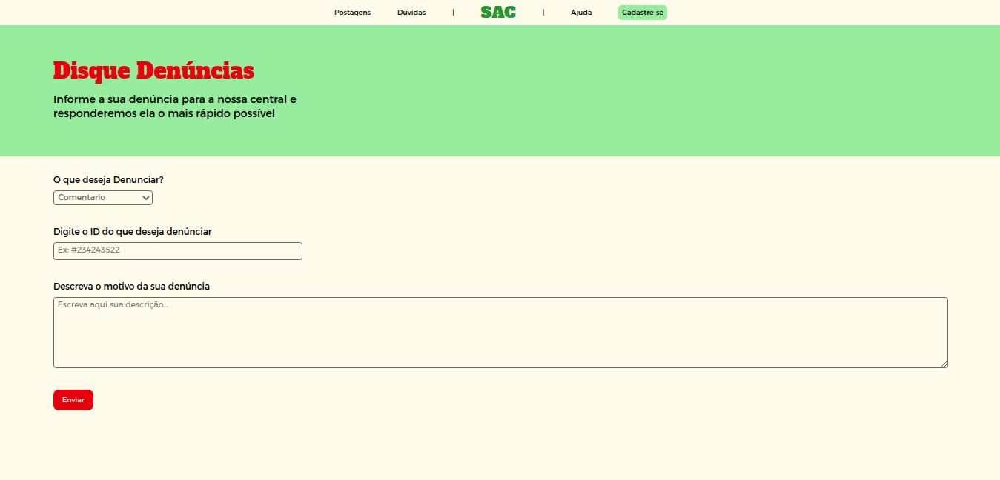 Postagens Duvidas | SAC | Ajuda Cadastre-se
Disque Denúncias
Informe a sua denúncia para a nossa central e
responderemos ela o mais rápido possível
O que deseja Denunciar?
Comentario
Digite o ID do que deseja denúnciar
Ex: #234243522
Descreva o motivo da sua denúncia
Escreva aqui sua descrição...
Enviar